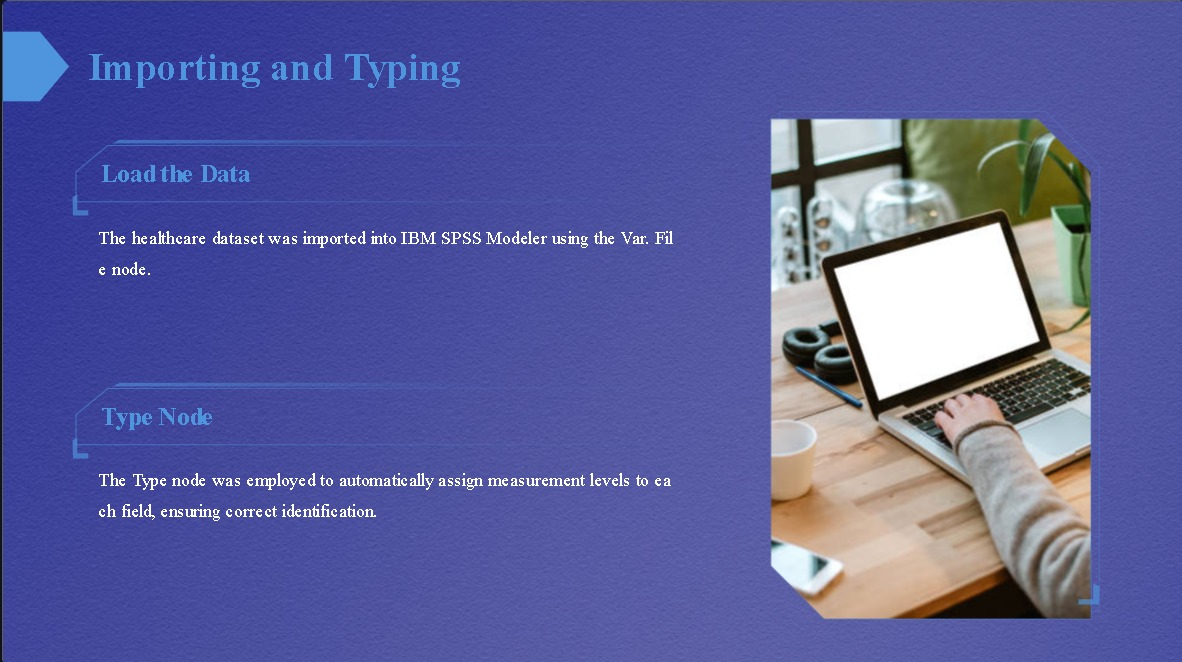 Importing and Typing
Load the Data
The healthcare dataset was imported into IBM SPSS Modeler using the Var. Fil
e node.
Type Node
The Type node was employed to automatically assign measurement levels to ea
ch field, ensuring correct identification.